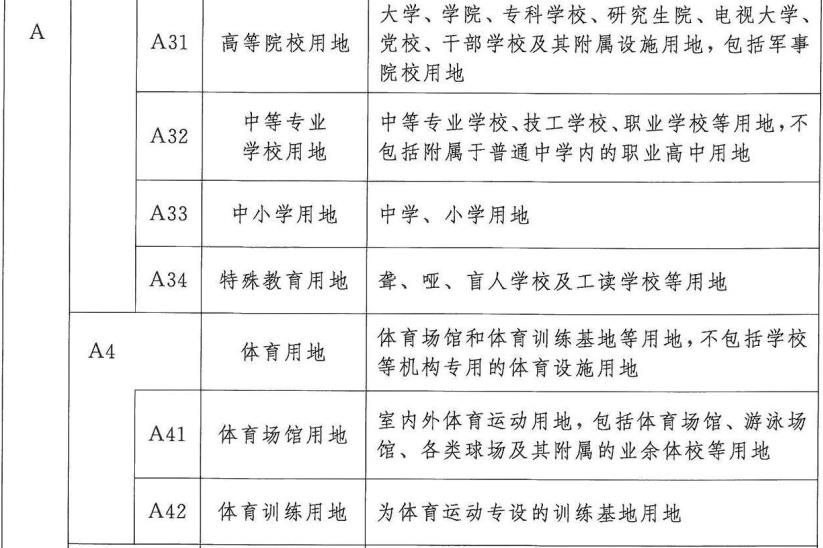 A
A31
高等院校用地
大学、学院、专科学校、研究生院、电视大学、
党校、干部学校及其附属设施用地，包括军事
院校用地
A32
中等专业
学校用地
中等专业学校、技工学校、职业学校等用地，不
包括附属于普通中学内的职业高中用地
A33
中小学用地
中学、小学用地
A34
特殊教育用地
聋、哑、盲人学校及工读学校等用地
A4
体育用地
体育场馆和体育训练基地等用地，不包括学校
等机构专用的体育设施用地
A41
体育场馆用地
室内外体育运动用地，包括体育场馆、游泳场
馆、各类球场及其附属的业余体校等用地
A42
体育训练用地
为体育运动专设的训练基地用地